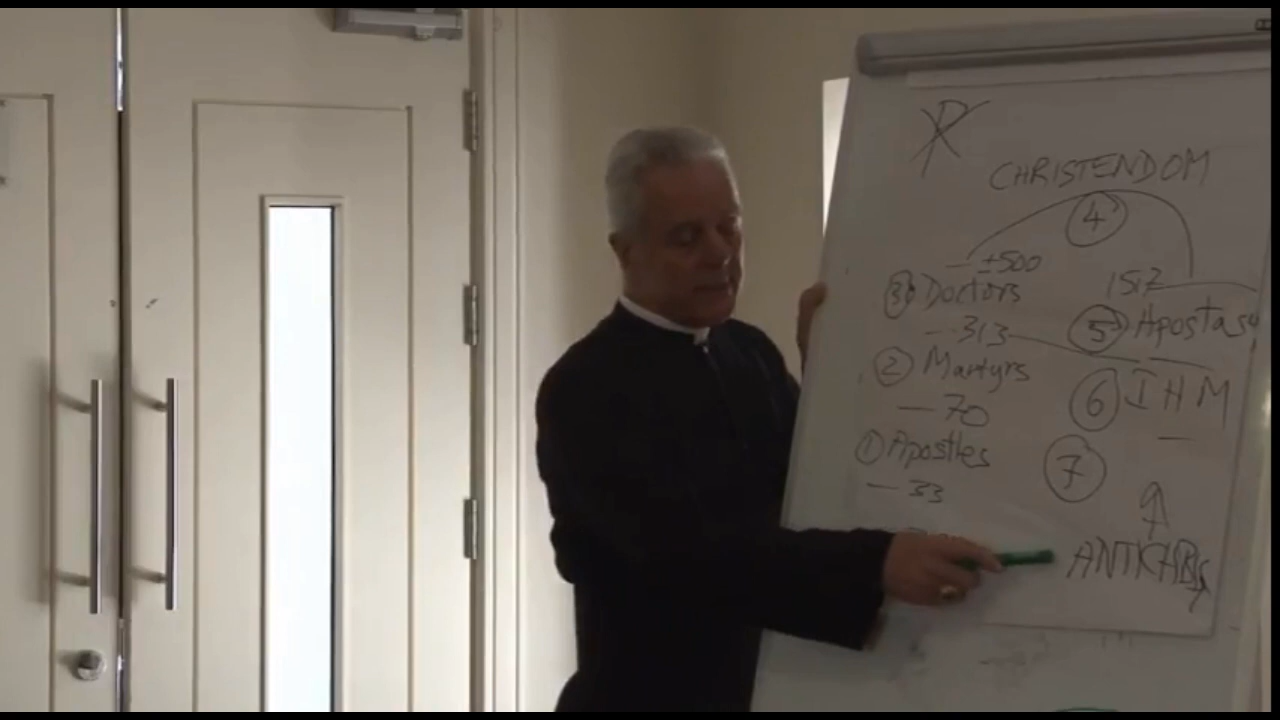 CHRISTENDOM
4
— ±500
3 Doctors
— 313
2 Martyrs
— 70
1 Apostles
— 33
1517
5 Apostasy
6 IHM
7
ANTICHRIST